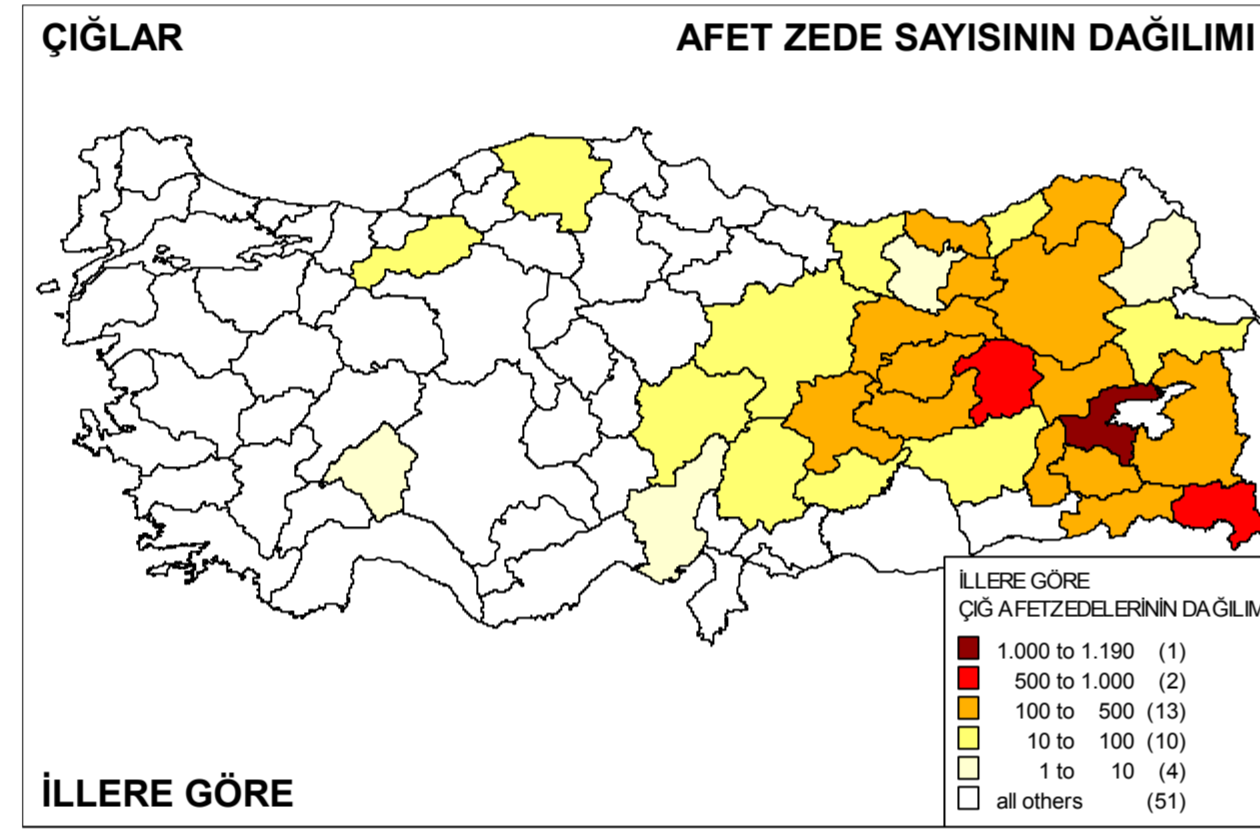 ÇIĞLAR
AFET ZEDE SAYISININ DAĞILIMI
İLLERE GÖRE
ÇIĞ AFETZEDELERİNİN DAĞILIM
1.000 to 1.190 (1)
500 to 1.000 (2)
100 to 500 (13)
10 to 100 (10)
1 to 10 (4)
all others (51)
İLLERE GÖRE